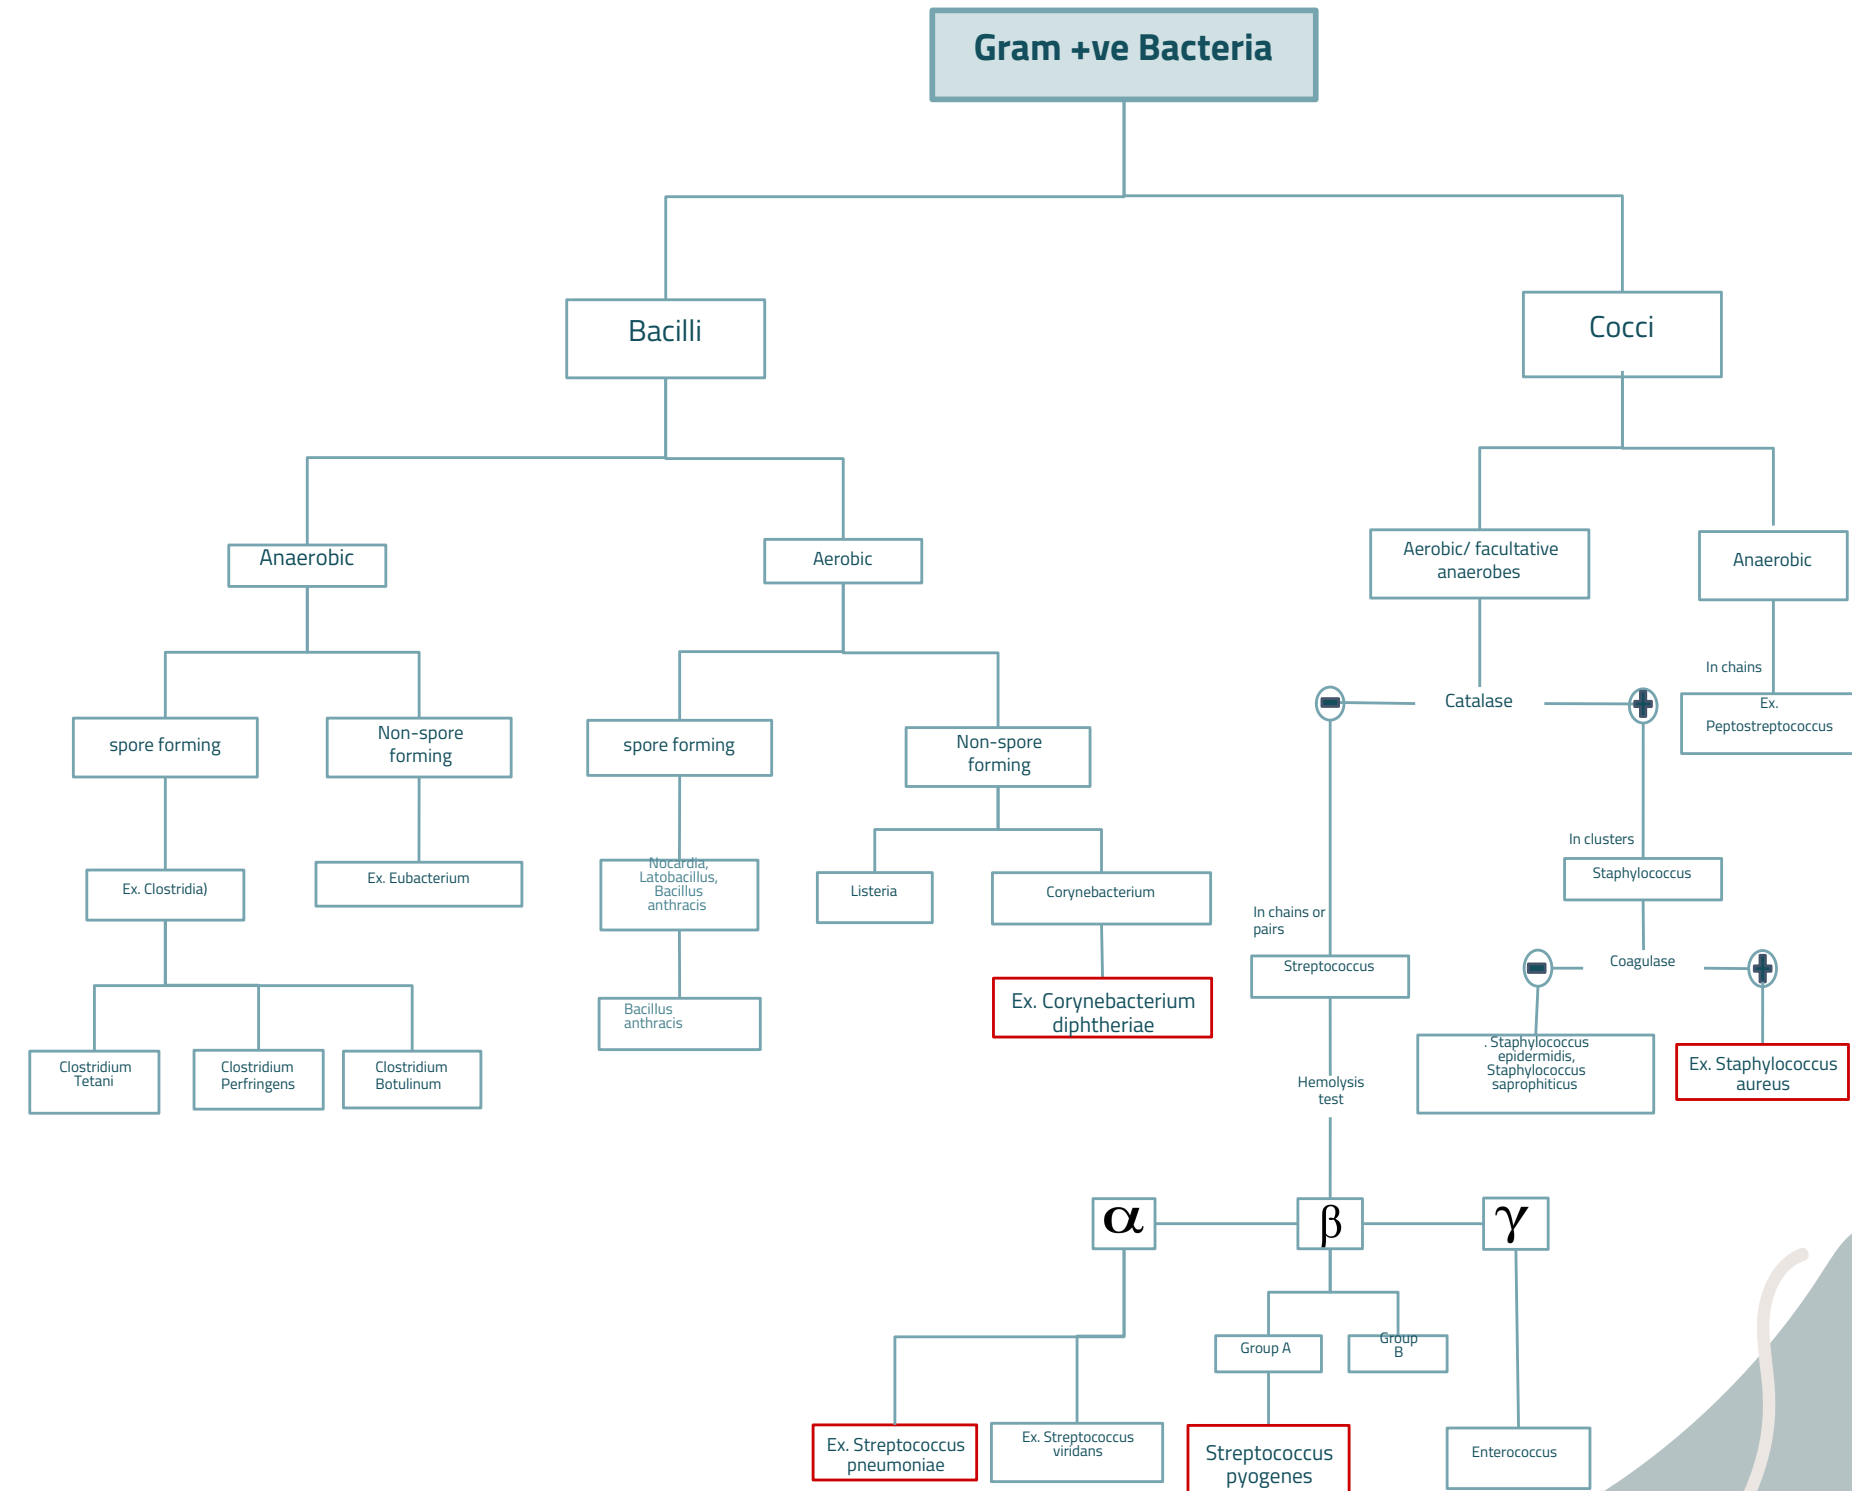 Gram +ve Bacteria
Bacilli
Cocci
Anaerobic
Aerobic
Aerobic/ facultative
anaerobes
Anaerobic
In chains
Catalase
Ex.
Peptostreptococcus
spore forming
Non-spore
forming
spore forming
Non-spore
forming
In clusters
Staphylococcus
Ex. Clostridia)
Ex. Eubacterium
Nocardia,
Latobacillus,
Bacillus
anthracis
Listeria
Corynebacterium
In chains or
pairs
Streptococcus
Coagulase
Bacillus
anthracis
Ex. Corynebacterium
diphtheriae
Clostridium
Tetani
Clostridium
Perfringens
Clostridium
Botulinum
Hemolysis
test
. Staphylococcus
epidermidis,
Staphylococcus
saprophiticus
Ex. Staphylococcus
aureus
α
β
γ
Group A
Group
B
Ex. Streptococcus
pneumoniae
Ex. Streptococcus
viridans
Streptococcus
pyogenes
Enterococcus